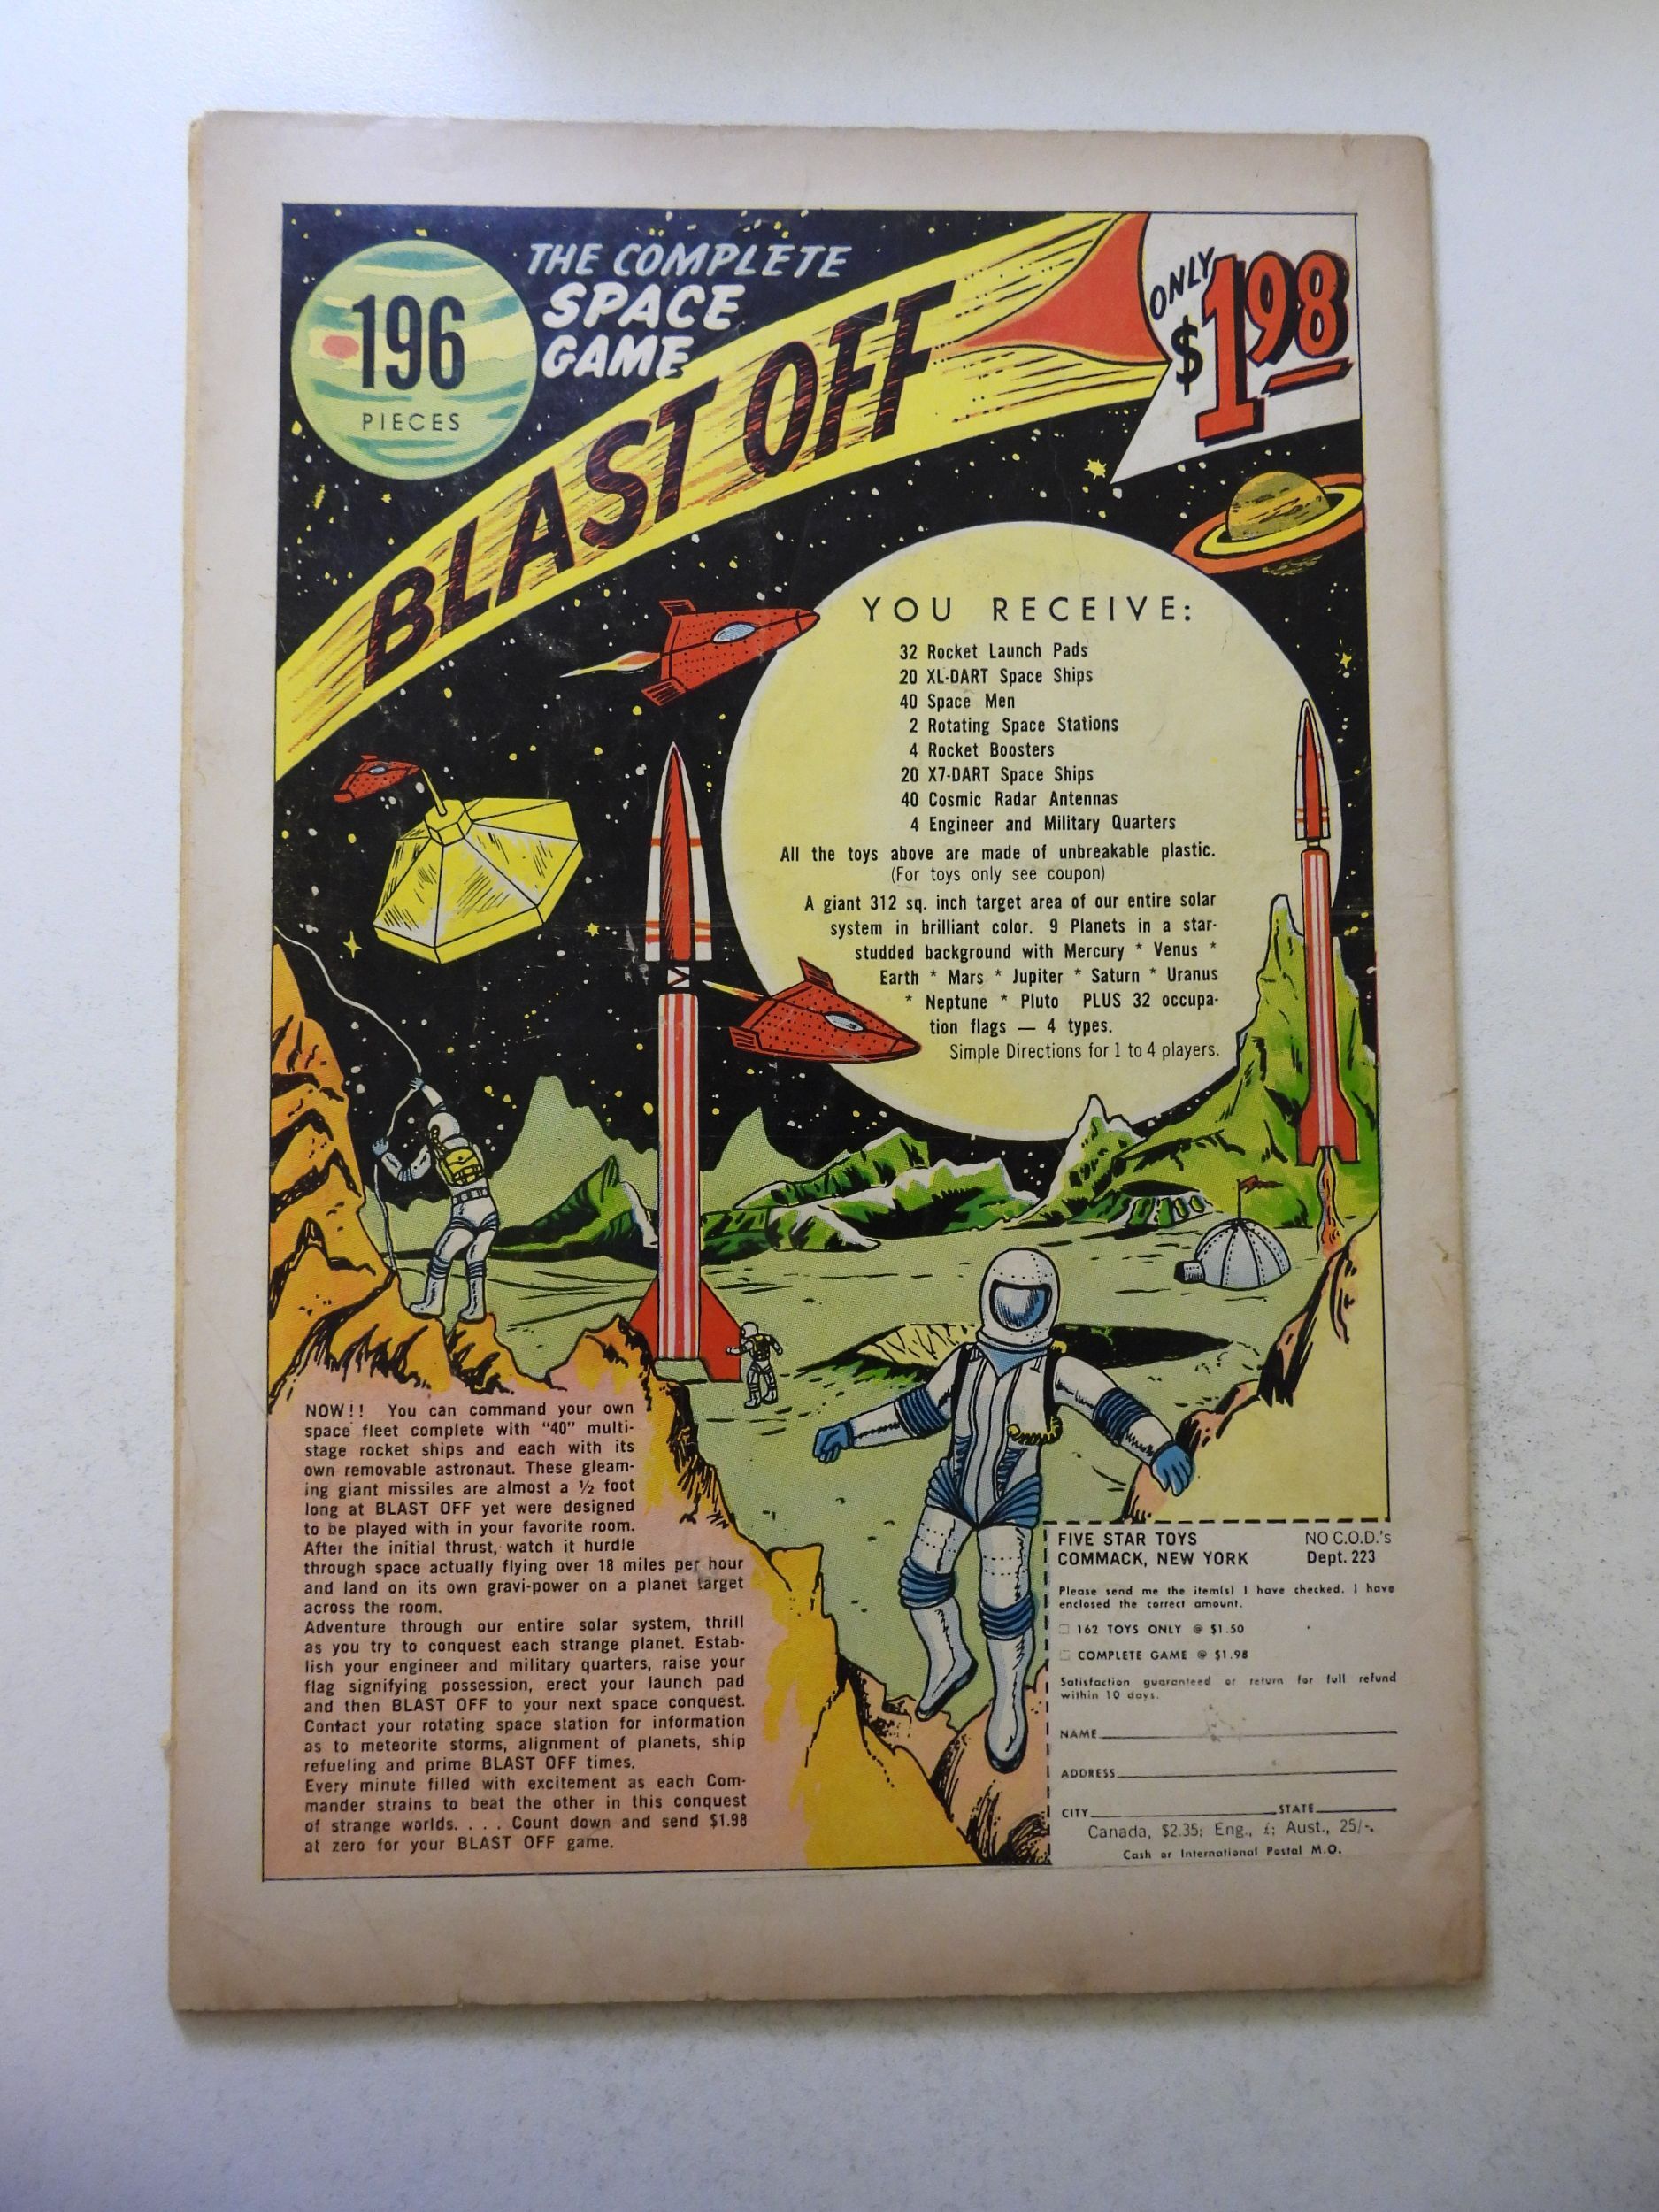 196
PIECES
THE COMPLETE
SPACE
GAME
BLAST OFF
ONLY
$1.98
YOU RECEIVE:
32 Rocket Launch Pads
20 XL-DART Space Ships
40 Space Men
2 Rotating Space Stations
4 Rocket Boosters
20 X7-DART Space Ships
40 Cosmic Radar Antennas
4 Engineer and Military Quarters
All the toys above are made of unbreakable plastic.
(For toys only see coupon)
A giant 312 sq. inch target area of our entire solar
system in brilliant color. 9 Planets in a star-
studded background with Mercury * Venus *
Earth * Mars * Jupiter * Saturn * Uranus
* Neptune * Pluto PLUS 32 occupa-
tion flags — 4 types.
Simple Directions for 1 to 4 players.
NOW!! You can command your own
space fleet complete with “40” multi-
stage rocket ships and each with its
own removable astronaut. These gleam-
ing giant missiles are almost a ½ foot
long at BLAST OFF yet were designed
to be played with in your favorite room.
After the initial thrust, watch it hurdle
through space actually flying over 18 miles per hour
and land on its own gravi-power on a planet target
across the room.
Adventure through our entire solar system, thrill
as you try to conquest each strange planet. Estab-
lish your engineer and military quarters, raise your
flag signifying possession, erect your launch pad
and then BLAST OFF to your next space conquest.
Contact your rotating space station for information
as to meteorite storms, alignment of planets, ship
refueling and prime BLAST OFF times.
Every minute filled with excitement as each Com-
mander strains to beat the other in this conquest
of strange worlds. . . . Count down and send $1.98
at zero for your BLAST OFF game.
FIVE STAR TOYS NO C.O.D.'s
COMMACK, NEW YORK Dept. 223
Please send me the item(s) I have checked. I have
enclosed the correct amount.
☐ 162 TOYS ONLY @ $1.50
☐ COMPLETE GAME @ $1.98
Satisfaction guaranteed or return for full refund
within 10 days.
NAME
ADDRESS
CITY STATE
Canada, $2.35; Eng., £; Aust., 25/-.
Cash or International Postal M.O.